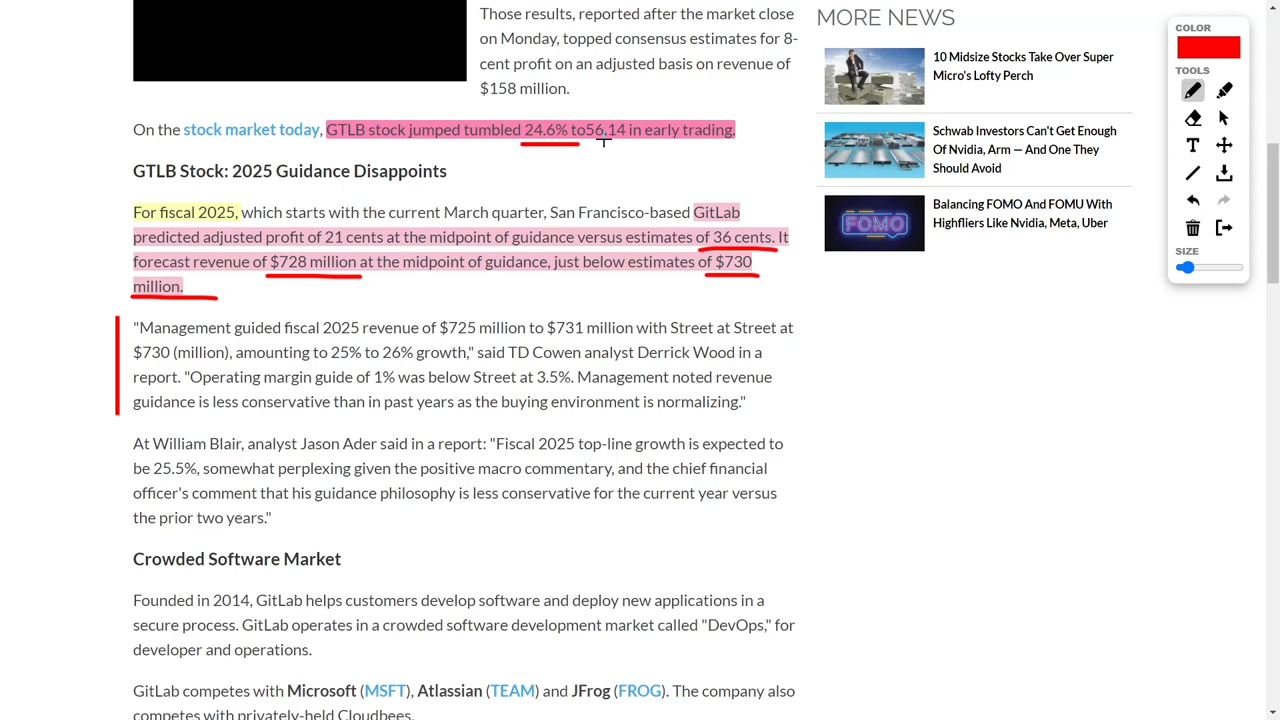 Those results, reported after the market close
on Monday, topped consensus estimates for 8-
cent profit on an adjusted basis on revenue of
$158 million.
On the stock market today, GTLB stock jumped tumbled 24.6% to56,14 in early trading.
GTLB Stock: 2025 Guidance Disappoints
For fiscal 2025, which starts with the current March quarter, San Francisco-based GitLab
predicted adjusted profit of 21 cents at the midpoint of guidance versus estimates of 36 cents. It
forecast revenue of $728 million at the midpoint of guidance, just below estimates of $730
million.
"Management guided fiscal 2025 revenue of $725 million to $731 million with Street at Street at
$730 (million), amounting to 25% to 26% growth," said TD Cowen analyst Derrick Wood in a
report. "Operating margin guide of 1% was below Street at 3.5%. Management noted revenue
guidance is less conservative than in past years as the buying environment is normalizing."
At William Blair, analyst Jason Ader said in a report: "Fiscal 2025 top-line growth is expected to
be 25.5%, somewhat perplexing given the positive macro commentary, and the chief financial
officer's comment that his guidance philosophy is less conservative for the current year versus
the prior two years."
Crowded Software Market
Founded in 2014, GitLab helps customers develop software and deploy new applications in a
secure process. GitLab operates in a crowded software development market called "DevOps," for
developer and operations.
GitLab competes with Microsoft (MSFT), Atlassian (TEAM) and JFrog (FROG). The company also
competes with privately-held Cloudbees.
MORE NEWS
10 Midsize Stocks Take Over Super
Micro's Lofty Perch
Schwab Investors Can't Get Enough
Of Nvidia, Arm — And One They
Should Avoid
FOMO
Balancing FOMO And FOMU With
Highfliers Like Nvidia, Meta, Uber
COLOR
TOOLS
T
SIZE